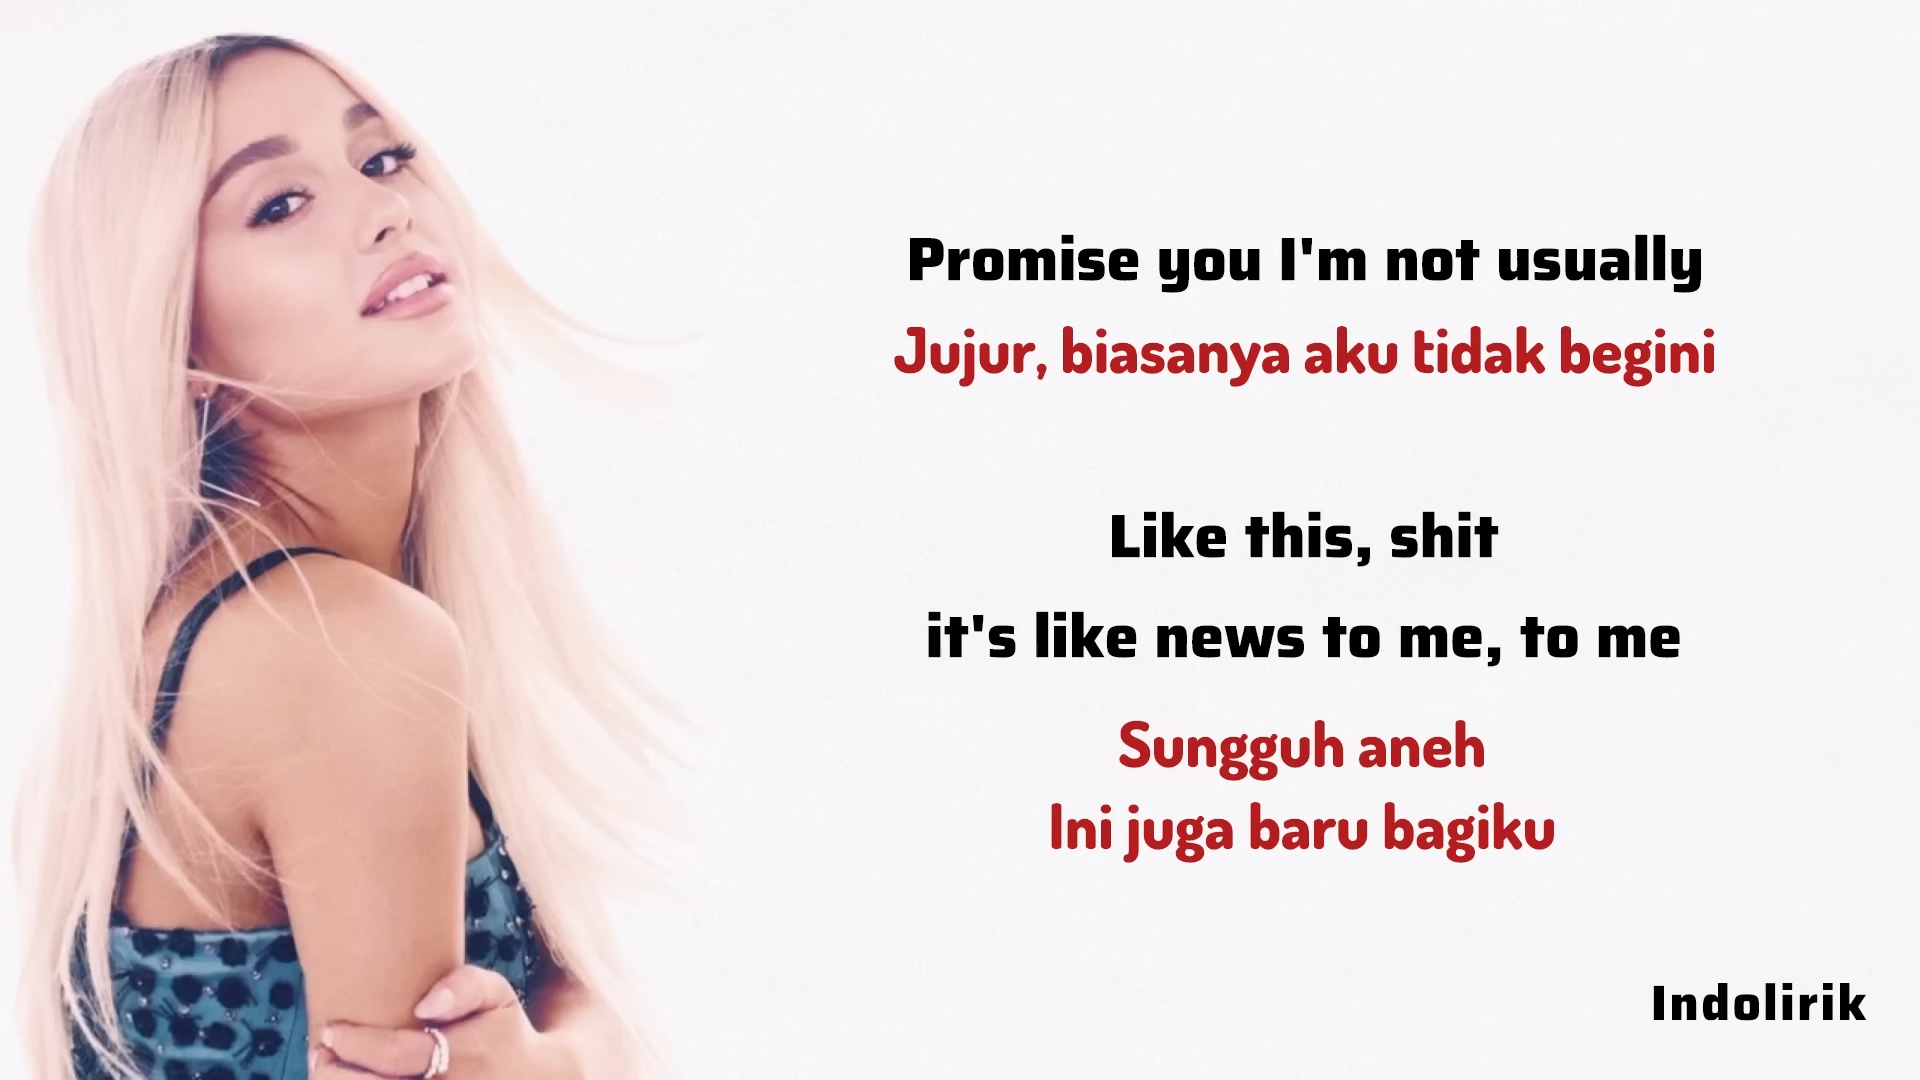 Promise you I'm not usually
Jujur, biasanya aku tidak begini
Like this, shit
it's like news to me, to me
Sungguh aneh
Ini juga baru bagiku
Indolirik